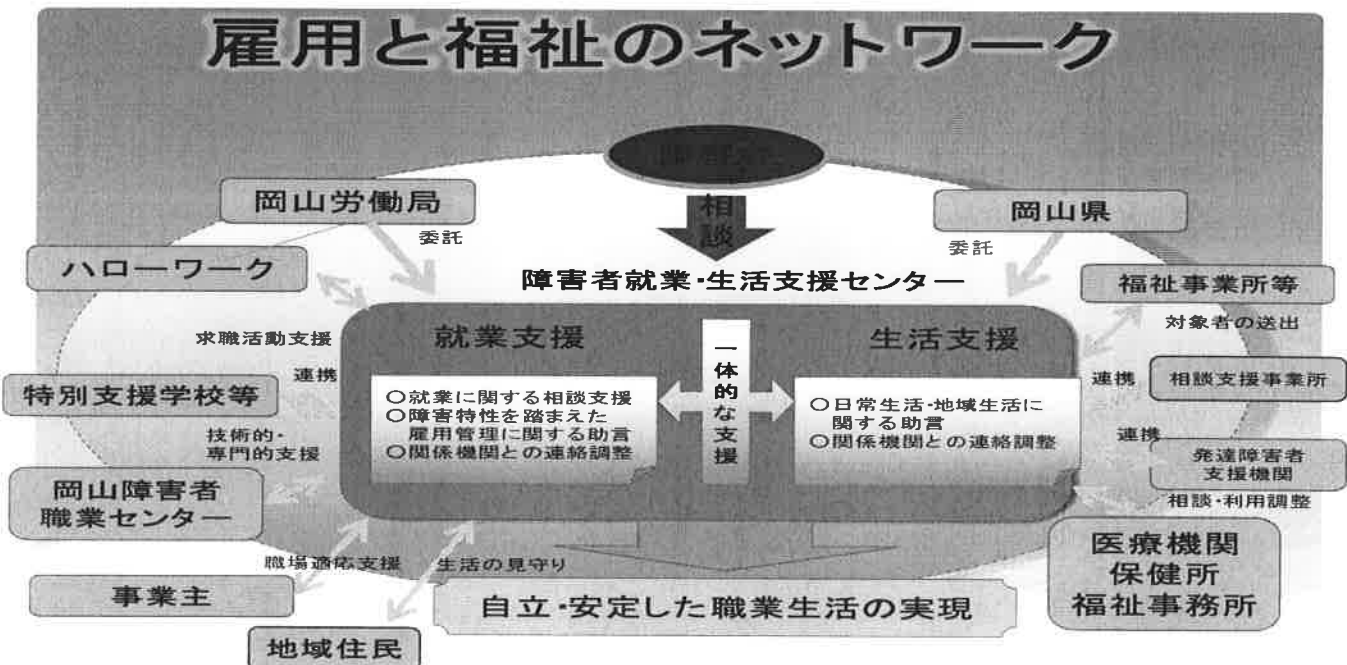 雇用と福祉のネットワーク
相談
岡山労働局
委託
岡山県
委託
ハローワーク
障害者就業・生活支援センター
福祉事業所等
求職活動支援
就業支援
一体的な支援
生活支援
対象者の送出
特別支援学校等
連携
○就業に関する相談支援
○障害特性を踏まえた
雇用管理に関する助言
○関係機関との連絡調整
○日常生活・地域生活に
関する助言
○関係機関との連絡調整
連携
相談支援事業所
技術的・
専門的支援
連携
発達障害者
支援機関
岡山障害者
職業センター
相談・利用調整
職場適応支援
生活の見守り
医療機関
保健所
福祉事務所
事業主
自立・安定した職業生活の実現
地域住民